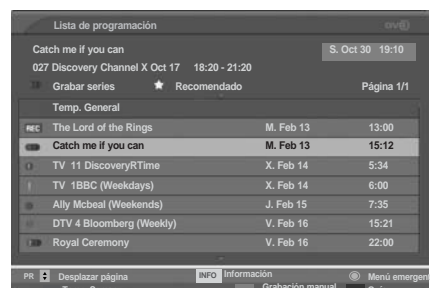 Lista de programación
Catch me if you can S. Oct 30 19:10
027 Discovery Channel X Oct 17 18:20 - 21:20
Grabar series Recomendado Página 1/1
Temp. General
REC The Lord of the Rings M. Feb 13 13:00
Catch me if you can M. Feb 13 15:12
TV 11 DiscoveryRTime X. Feb 14 5:34
TV 1BBC (Weekdays) X. Feb 14 6:00
Ally Mcbeal (Weekends) J. Feb 15 7:35
DTV 4 Bloomberg (Weekly) V. Feb 16 15:21
Royal Ceremony V. Feb 16 22:00
PR Desplazar página INFO Información Menú emergen
Grabación manual